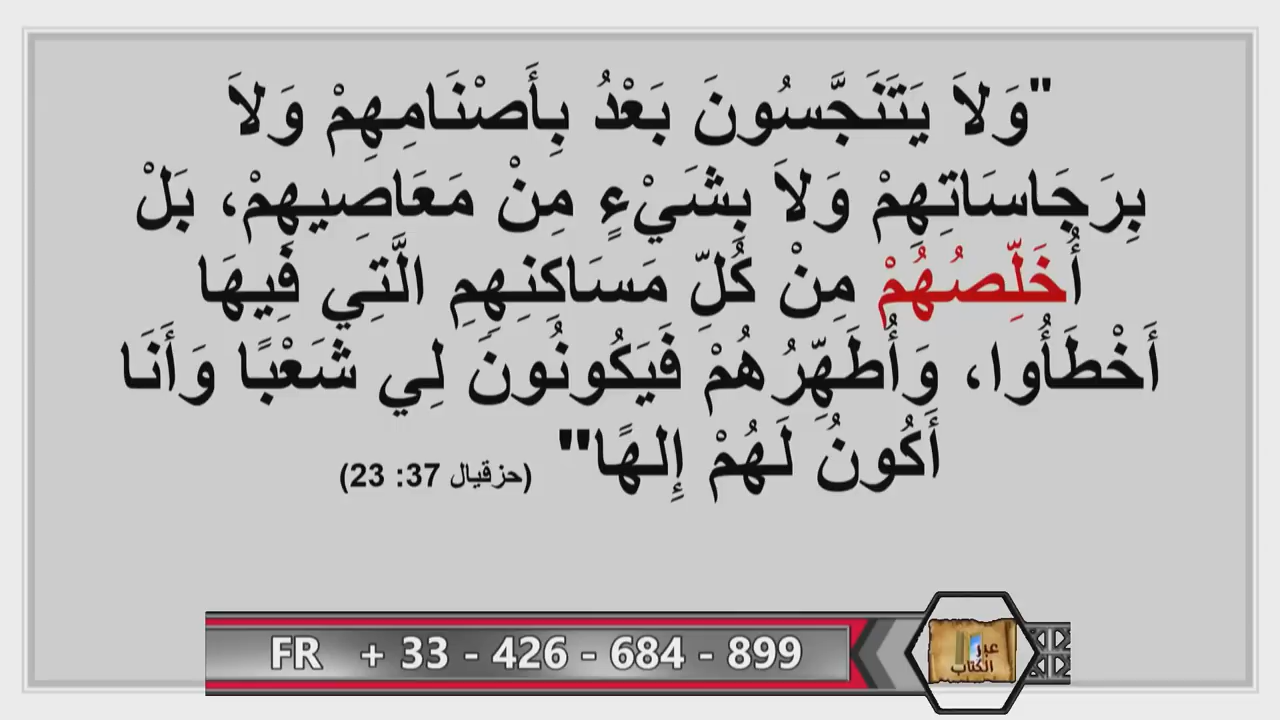 "وَلاَ يَتَنَجَّسُونَ بَعْدُ بِأَصْنَامِهِمْ وَلاَ
بِرَجَاسَاتِهِمْ وَلاَ بِشَيْءٍ مِنْ مَعَاصِيهِمْ، بَلْ
أُخَلِّصُهُمْ مِنْ كُلِّ مَسَاكِنِهِمِ الَّتِي فِيهَا
أَخْطَأُوا، وَأُطَهِّرُهُمْ فَيَكُونُونَ لِي شَعْبًا وَأَنَا
أَكُونُ لَهُمْ إِلهًا" (حزقيال 37: 23)
FR + 33 - 426 - 684 - 899
عبر
الكتاب